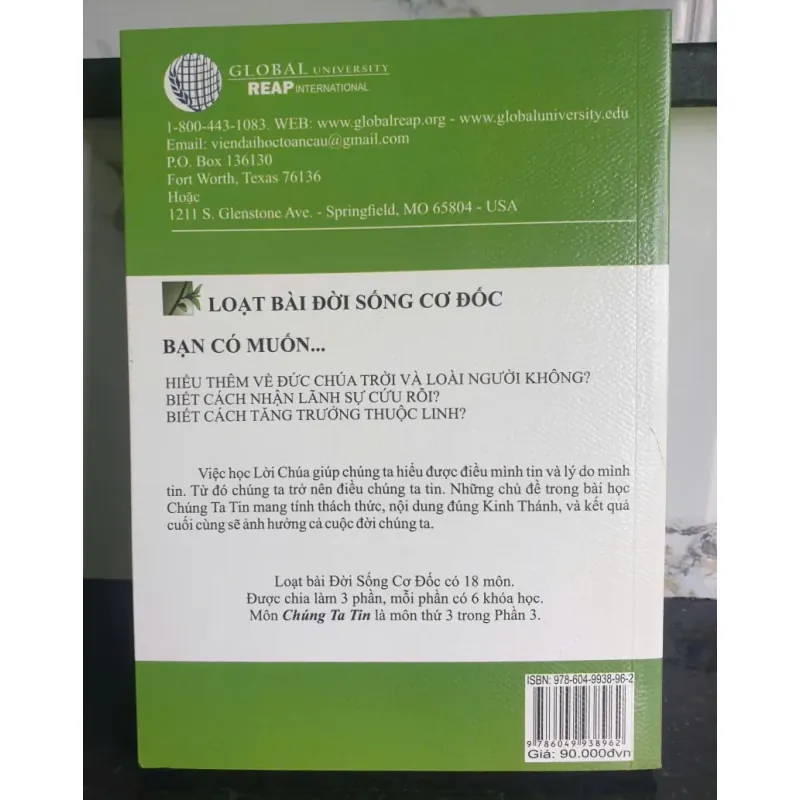 GLOBAL UNIVERSITY
REAP INTERNATIONAL
1-800-443-1083. WEB: www.globalreap.org - www.globaluniversity.edu
Email: viendaihoctoancau@gmail.com
P.O. Box 136130
Fort Worth, Texas 76136
Hoặc
1211 S. Glenstone Ave. - Springfield, MO 65804 - USA
LOẠT BÀI ĐỜI SỐNG CƠ ĐỐC
BẠN CÓ MUỐN...
HIỂU THÊM VỀ ĐỨC CHÚA TRỜI VÀ LOÀI NGƯỜI KHÔNG?
BIẾT CÁCH NHẬN LÃNH SỰ CỨU RỖI?
BIẾT CÁCH TĂNG TRƯỞNG THUỘC LINH?
Việc học Lời Chúa giúp chúng ta hiểu được điều mình tin và lý do mình
tin. Từ đó chúng ta trở nên điều chúng ta tin. Những chủ đề trong bài học
Chúng Ta Tin mang tính thách thức, nội dung đúng Kinh Thánh, và kết quả
cuối cùng sẽ ảnh hưởng cả cuộc đời chúng ta.
Loạt bài Đời Sống Cơ Đốc có 18 môn.
Được chia làm 3 phần, mỗi phần có 6 khóa học.
Môn Chúng Ta Tin là môn thứ 3 trong Phần 3.
ISBN: 978-604-9938-96-2
9 786049 938962
Giá: 90.000đvn